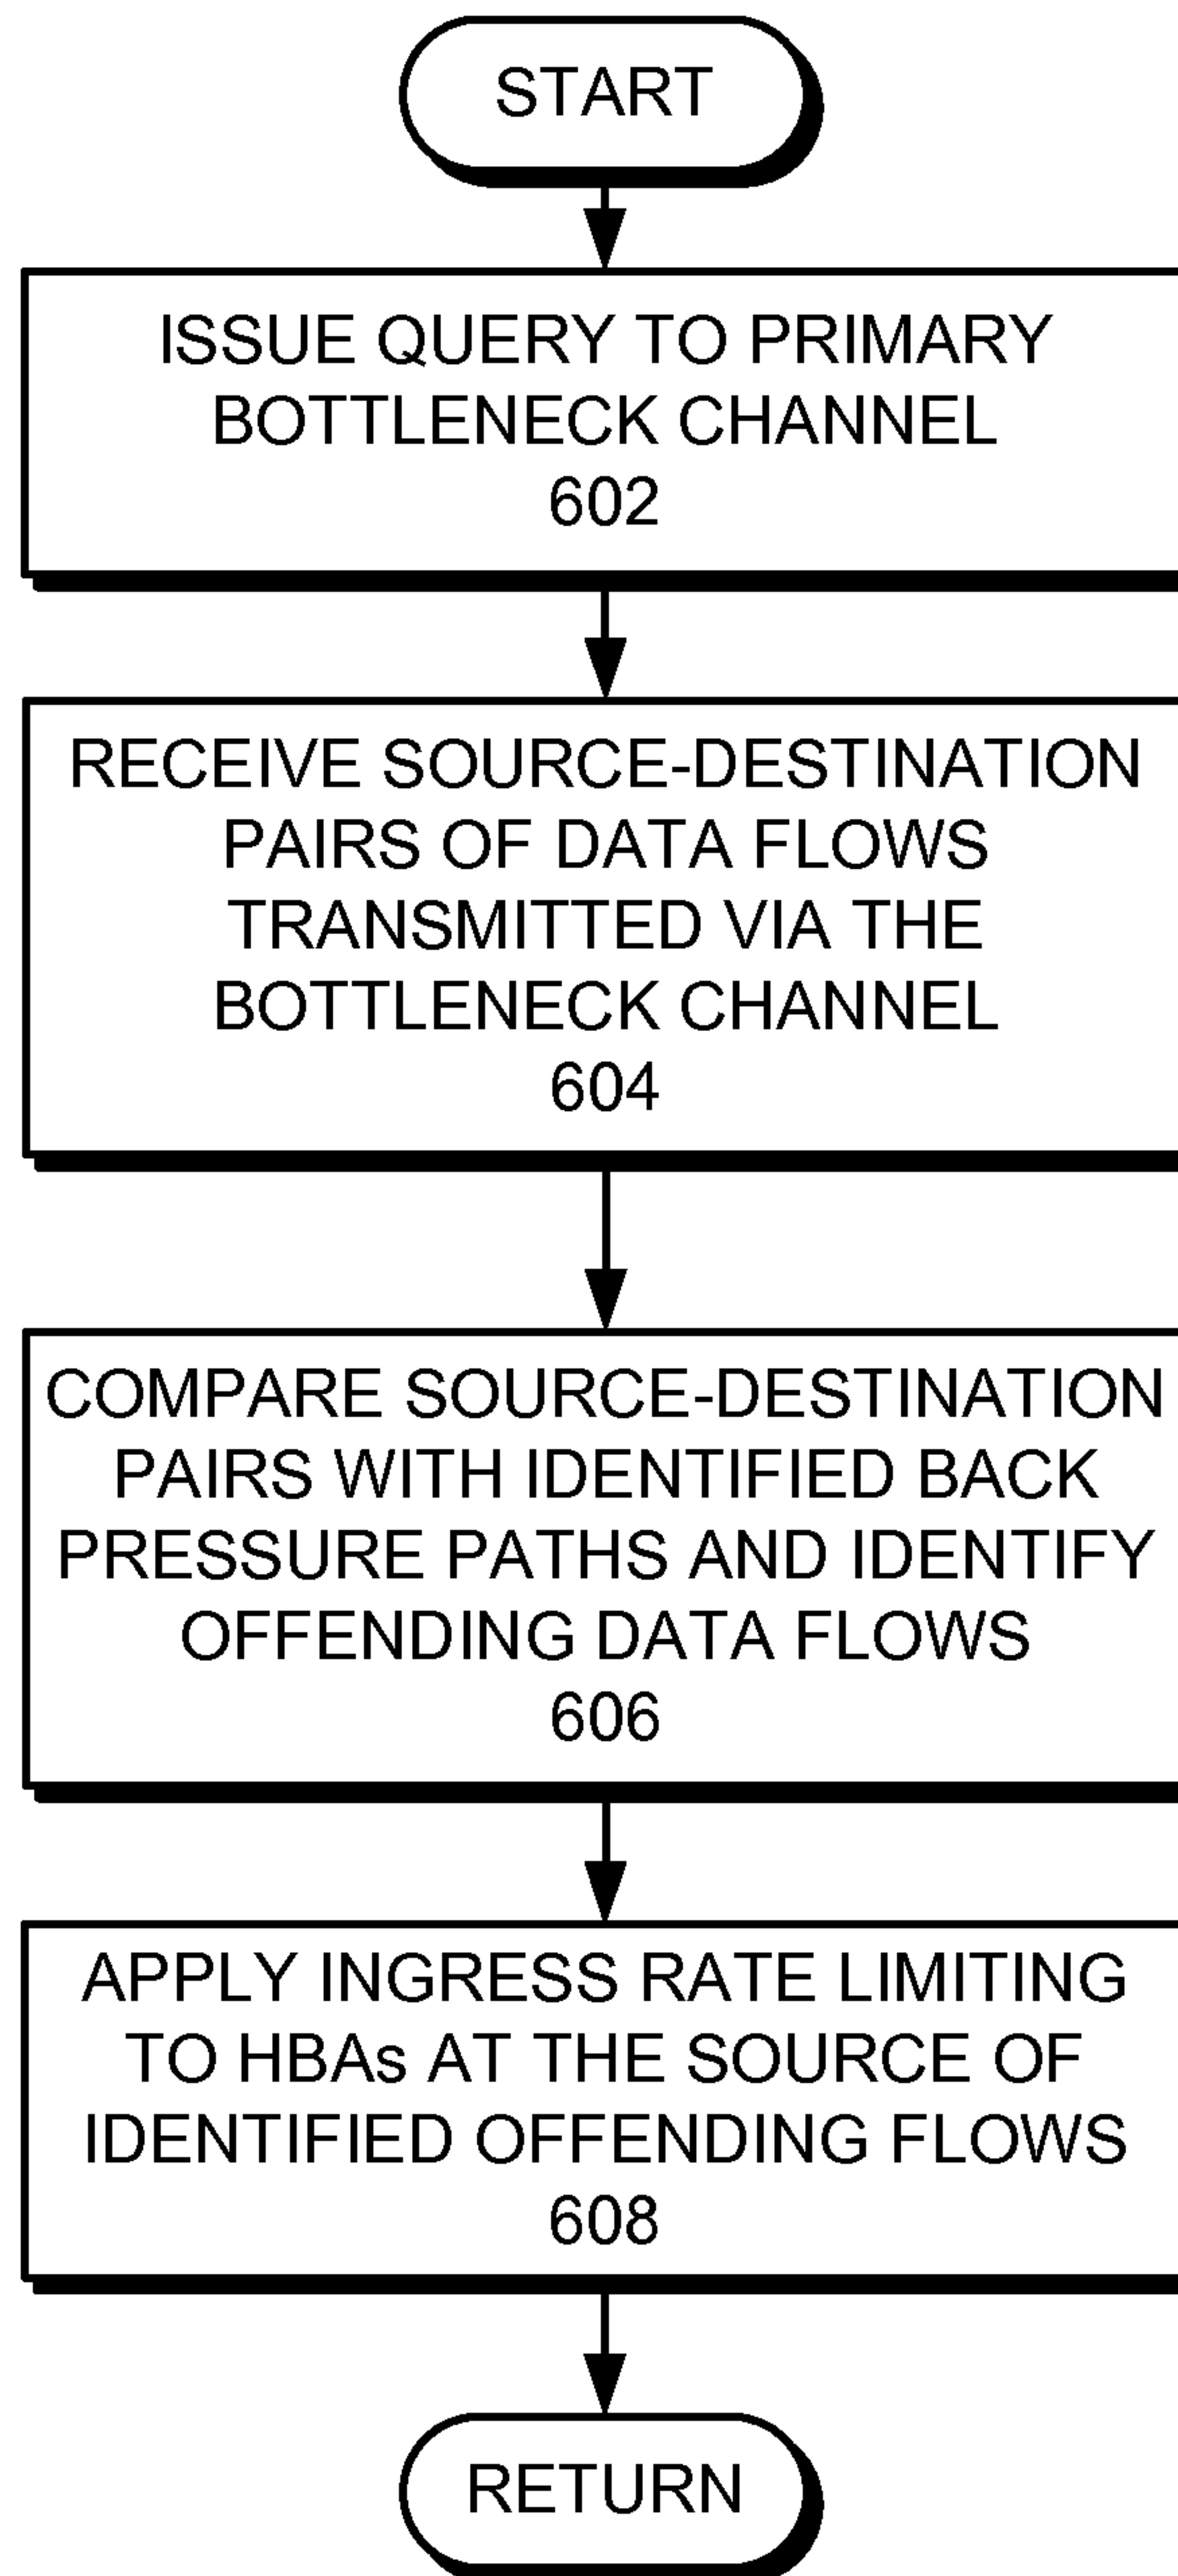 START
ISSUE QUERY TO PRIMARY
BOTTLENECK CHANNEL
602
RECEIVE SOURCE-DESTINATION
PAIRS OF DATA FLOWS
TRANSMITTED VIA THE
BOTTLENECK CHANNEL
604
COMPARE SOURCE-DESTINATION
PAIRS WITH IDENTIFIED BACK
PRESSURE PATHS AND IDENTIFY
OFFENDING DATA FLOWS
606
APPLY INGRESS RATE LIMITING
TO HBAs AT THE SOURCE OF
IDENTIFIED OFFENDING FLOWS
608
RETURN